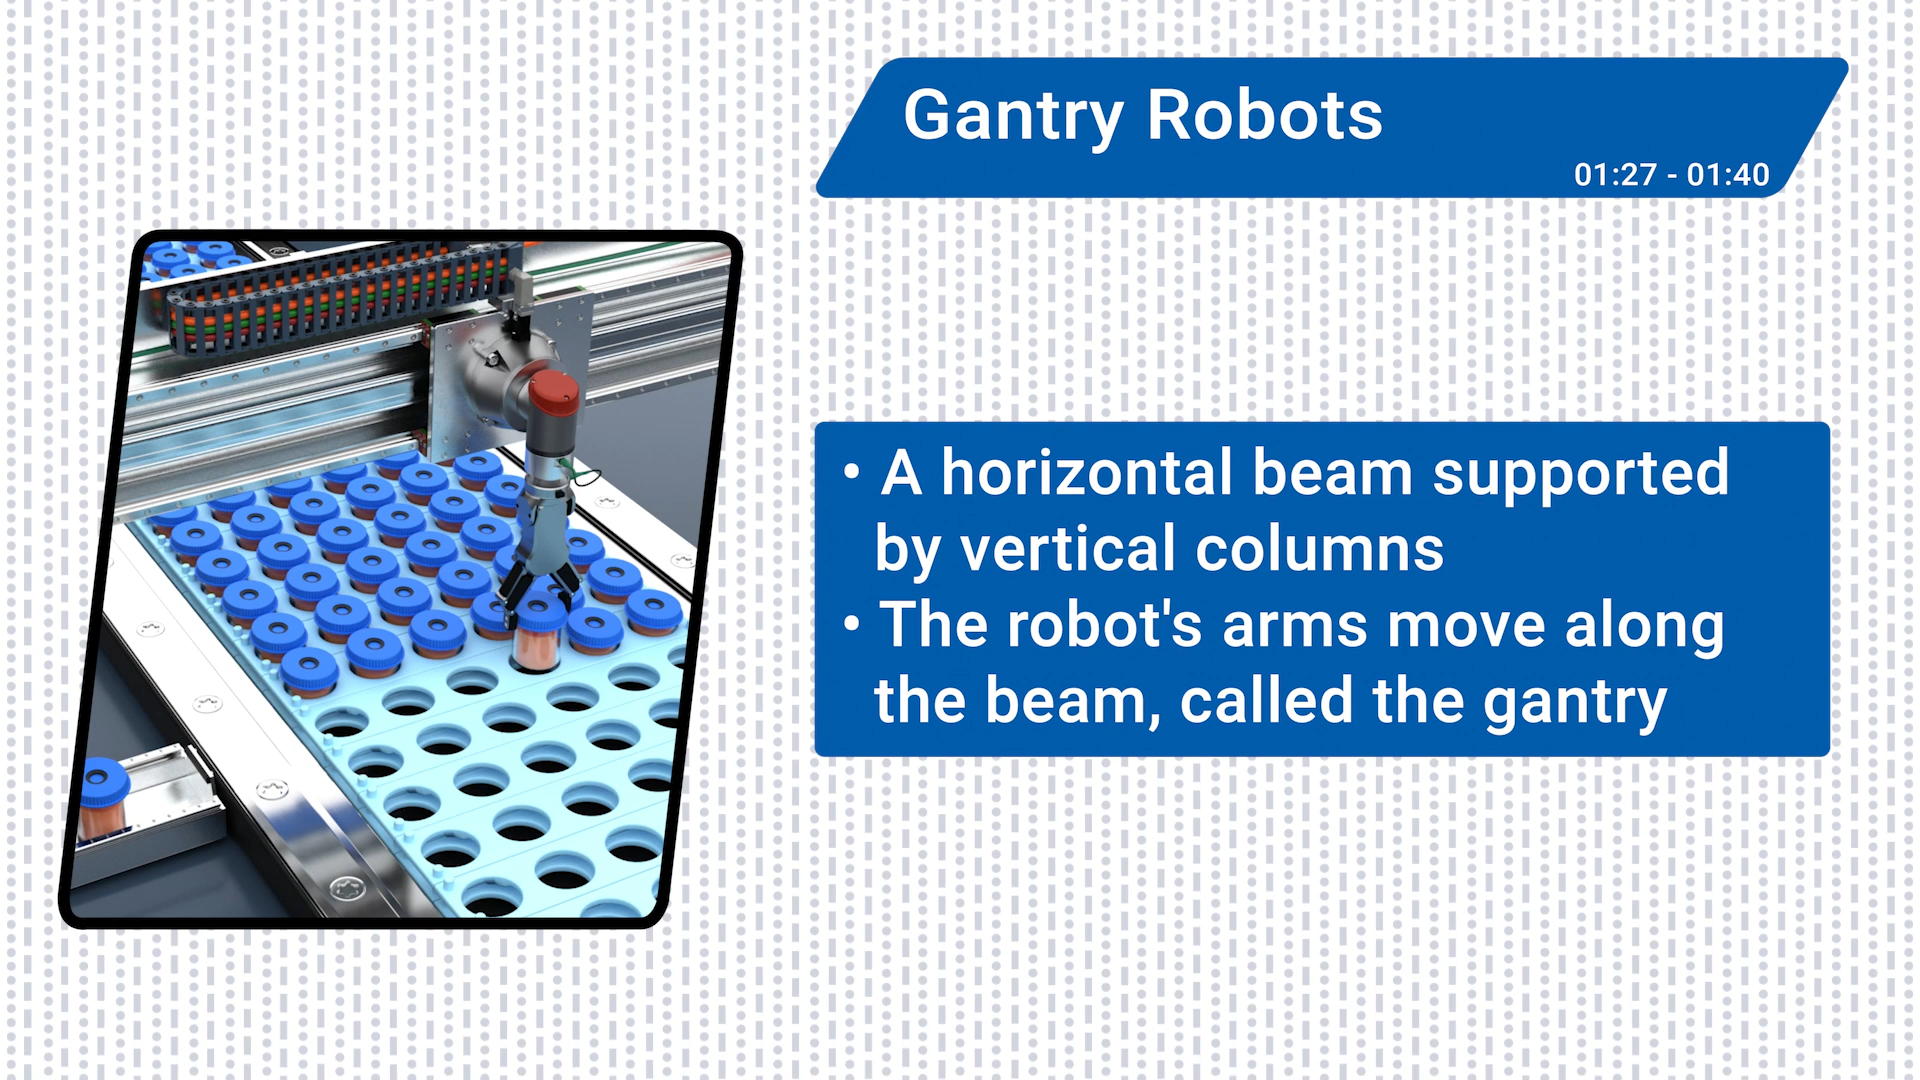 Gantry Robots
01:27 - 01:40
• A horizontal beam supported
by vertical columns
• The robot's arms move along
the beam, called the gantry